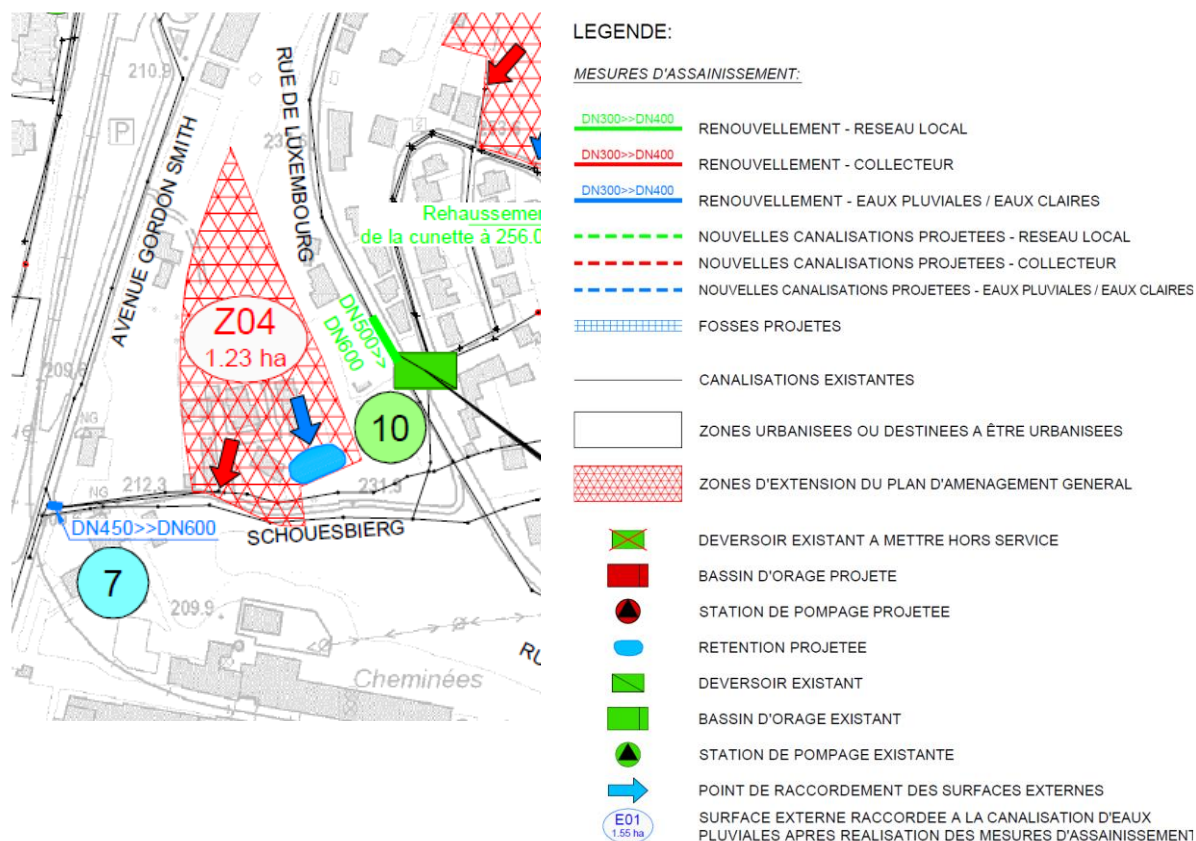 210.9
P
AVENUE GORDON SMITH
RUE DE LUXEMBOURG
Rehaussemen
de la cunette à 256.0
Z04
1.23 ha
DN500>>
DN600
10
NG
NG
212.3
231.3
DN450>>DN600
SCHOUESBIERG
7
209.9
Cheminées
RU
LEGENDE:
MESURES D'ASSAINISSEMENT:
DN300>>DN400
RENOUVELLEMENT - RESEAU LOCAL
DN300>>DN400
RENOUVELLEMENT - COLLECTEUR
DN300>>DN400
RENOUVELLEMENT - EAUX PLUVIALES / EAUX CLAIRES
NOUVELLES CANALISATIONS PROJETEES - RESEAU LOCAL
NOUVELLES CANALISATIONS PROJETEES - COLLECTEUR
NOUVELLES CANALISATIONS PROJETEES - EAUX PLUVIALES / EAUX CLAIRES
FOSSES PROJETES
CANALISATIONS EXISTANTES
ZONES URBANISEES OU DESTINEES A ÊTRE URBANISEES
ZONES D'EXTENSION DU PLAN D'AMENAGEMENT GENERAL
DEVERSOIR EXISTANT A METTRE HORS SERVICE
BASSIN D'ORAGE PROJETE
STATION DE POMPAGE PROJETEE
RETENTION PROJETEE
DEVERSOIR EXISTANT
BASSIN D'ORAGE EXISTANT
STATION DE POMPAGE EXISTANTE
POINT DE RACCORDEMENT DES SURFACES EXTERNES
E01
1.55 ha
SURFACE EXTERNE RACCORDEE A LA CANALISATION D'EAUX
PLUVIALES APRES REALISATION DES MESURES D'ASSAINISSEMENT